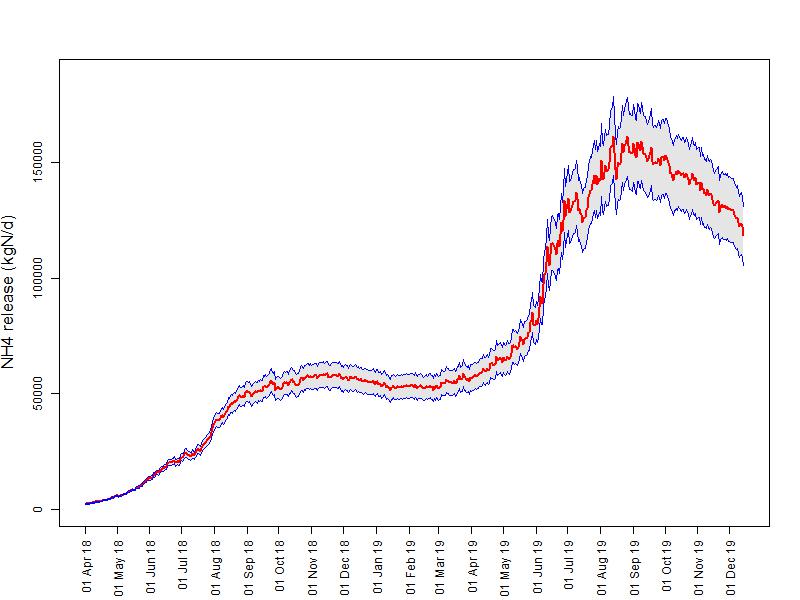 NH4 release (kgN/d)
150000
100000
50000
0
01 Apr 18
01 May 18
01 Jun 18
01 Jul 18
01 Aug 18
01 Sep 18
01 Oct 18
01 Nov 18
01 Dec 18
01 Jan 19
01 Feb 19
01 Mar 19
01 Apr 19
01 May 19
01 Jun 19
01 Jul 19
01 Aug 19
01 Sep 19
01 Oct 19
01 Nov 19
01 Dec 19